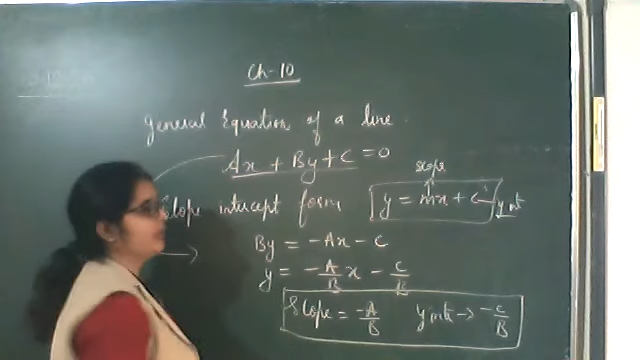 Ch-10
General Equation of a line.
Ax + By + C = 0
slope
Slope intercept form y = mx + c y int
By = -Ax - C
y = -A/B x - C/B
Slope = -A/B y int → -C/B